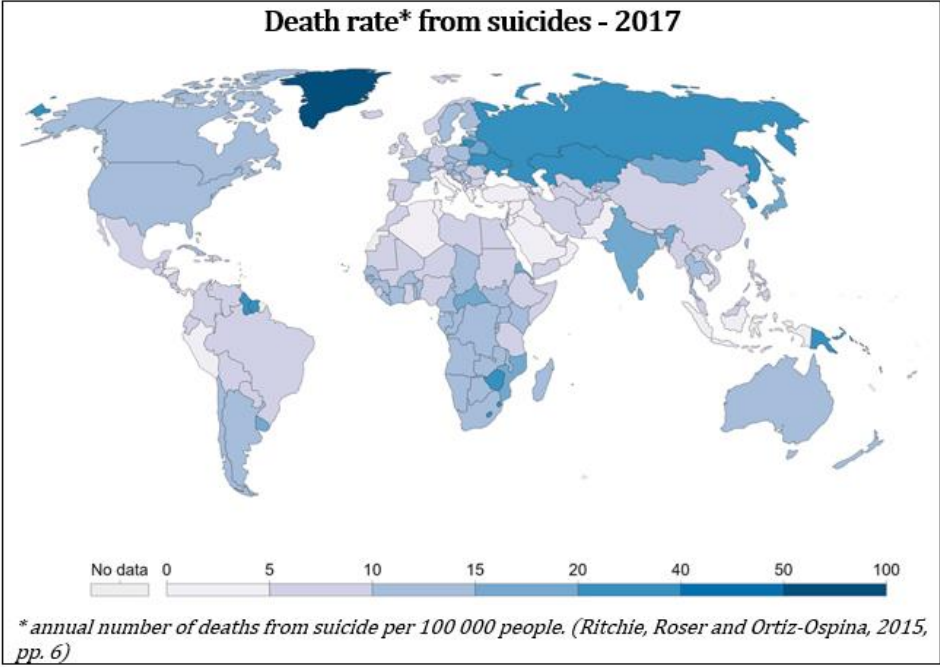 Death rate* from suicides - 2017
No data 0 5 10 15 20 40 50 100
* annual number of deaths from suicide per 100 000 people. (Ritchie, Roser and Ortiz-Ospina, 2015,
pp. 6)